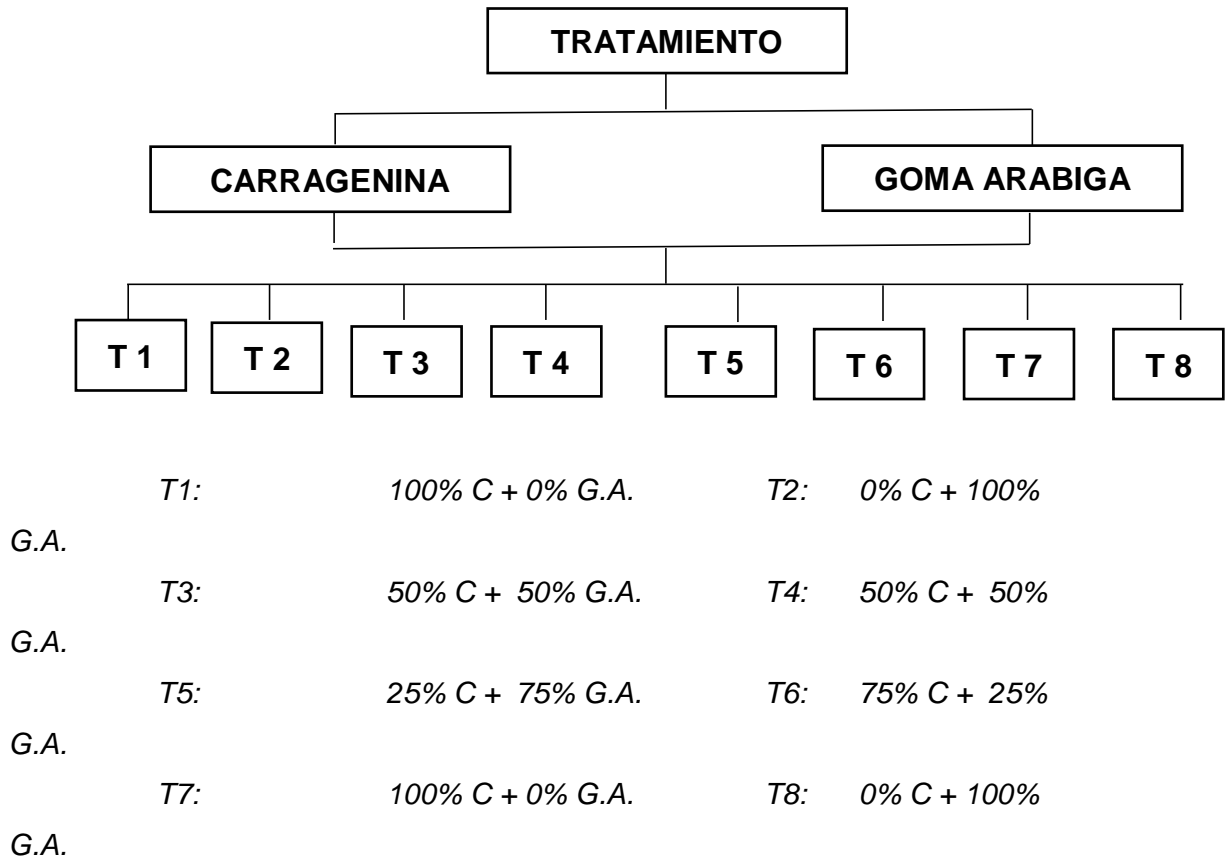 TRATAMIENTO
CARRAGENINA GOMA ARABIGA
T 1 T 2 T 3 T 4 T 5 T 6 T 7 T 8
T1: 100% C + 0% G.A. T2: 0% C + 100%
G.A.
T3: 50% C + 50% G.A. T4: 50% C + 50%
G.A.
T5: 25% C + 75% G.A. T6: 75% C + 25%
G.A.
T7: 100% C + 0% G.A. T8: 0% C + 100%
G.A.